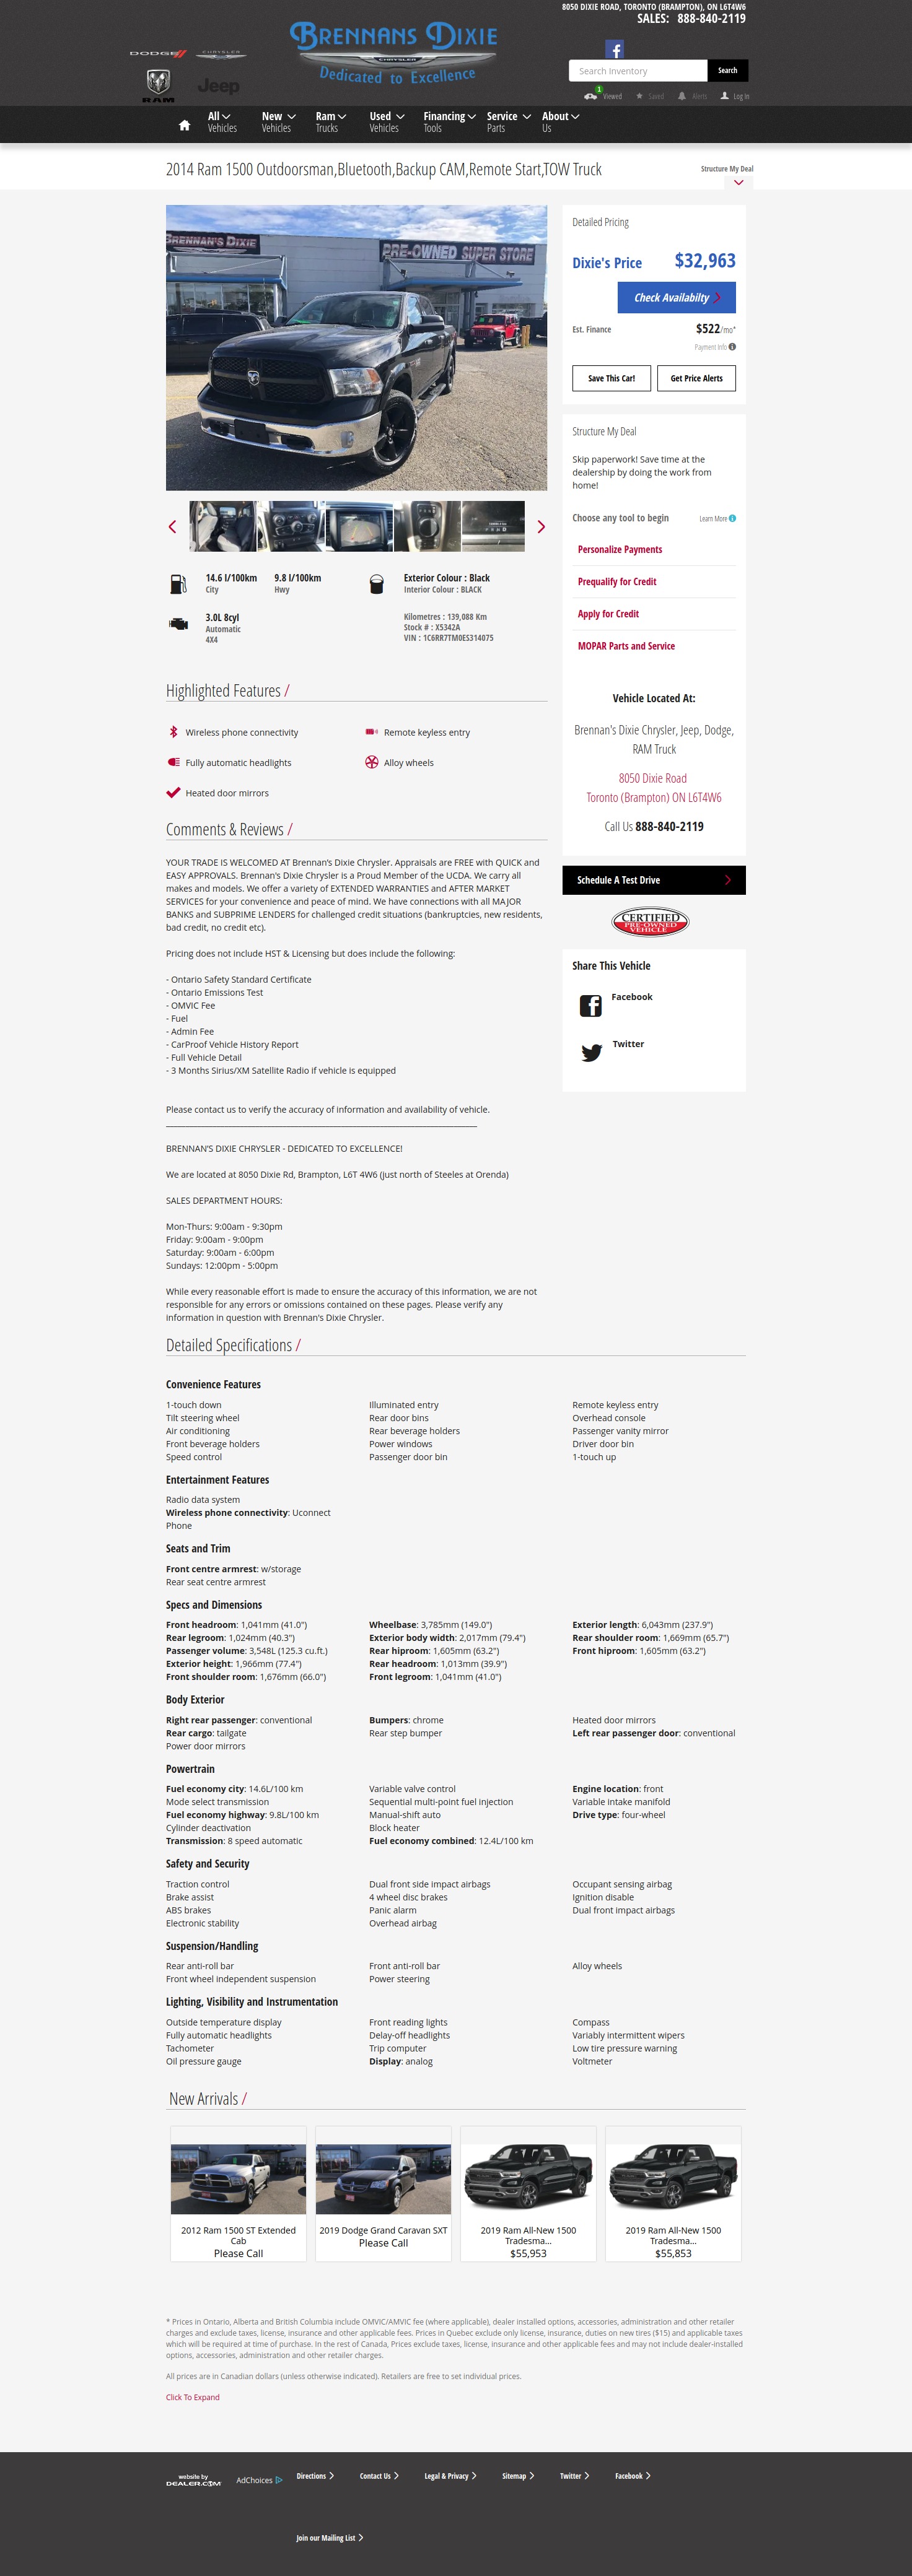 8050 DIXIE ROAD, TORONTO (BRAMPTON), ON L6T4W6
SALES: 888-840-2119
BRENNANS DIXIE
CHRYSLER
Dedicated to Excellence
DODGE
CHRYSLER
RAM
Jeep
Search Inventory
Search
1
Viewed
Saved
Alerts
Log In
All Vehicles
New Vehicles
Ram Trucks
Used Vehicles
Financing Tools
Service Parts
About Us
2014 Ram 1500 Outdoorsman,Bluetooth,Backup CAM,Remote Start,TOW Truck
Structure My Deal
BRENNAN'S DIXIE
PRE-OWNED SUPER STORE
Detailed Pricing
Dixie's Price $32,963
Check Availabilty
Est. Finance $522/mo*
Payment Info
Save This Car!
Get Price Alerts
Structure My Deal
Skip paperwork! Save time at the
dealership by doing the work from
home!
Choose any tool to begin
Learn More
Personalize Payments
Prequalify for Credit
Apply for Credit
MOPAR Parts and Service
Vehicle Located At:
Brennan's Dixie Chrysler, Jeep, Dodge,
RAM Truck
8050 Dixie Road
Toronto (Brampton) ON L6T4W6
Call Us 888-840-2119
Schedule A Test Drive
CERTIFIED
PRE-OWNED
VEHICLE
Share This Vehicle
Facebook
Twitter
14.6 l/100km
City
9.8 l/100km
Hwy
Exterior Colour : Black
Interior Colour : BLACK
3.0L 8cyl
Automatic
4X4
Kilometres : 139,088 Km
Stock # : X5342A
VIN : 1C6RR7TM0ES314075
Highlighted Features /
Wireless phone connectivity
Remote keyless entry
Fully automatic headlights
Alloy wheels
Heated door mirrors
Comments & Reviews /
YOUR TRADE IS WELCOMED AT Brennan's Dixie Chrysler. Appraisals are FREE with QUICK and
EASY APPROVALS. Brennan's Dixie Chrysler is a Proud Member of the UCDA. We carry all
makes and models. We offer a variety of EXTENDED WARRANTIES and AFTER MARKET
SERVICES for your convenience and peace of mind. We have connections with all MAJOR
BANKS and SUBPRIME LENDERS for challenged credit situations (bankruptcies, new residents,
bad credit, no credit etc).
Pricing does not include HST & Licensing but does include the following:
- Ontario Safety Standard Certificate
- Ontario Emissions Test
- OMVIC Fee
- Fuel
- Admin Fee
- CarProof Vehicle History Report
- Full Vehicle Detail
- 3 Months Sirius/XM Satellite Radio if vehicle is equipped
Please contact us to verify the accuracy of information and availability of vehicle.
BRENNAN'S DIXIE CHRYSLER - DEDICATED TO EXCELLENCE!
We are located at 8050 Dixie Rd, Brampton, L6T 4W6 (just north of Steeles at Orenda)
SALES DEPARTMENT HOURS:
Mon-Thurs: 9:00am - 9:30pm
Friday: 9:00am - 9:00pm
Saturday: 9:00am - 6:00pm
Sundays: 12:00pm - 5:00pm
While every reasonable effort is made to ensure the accuracy of this information, we are not
responsible for any errors or omissions contained on these pages. Please verify any
information in question with Brennan's Dixie Chrysler.
Detailed Specifications /
Convenience Features
1-touch down
Tilt steering wheel
Air conditioning
Front beverage holders
Speed control
Illuminated entry
Rear door bins
Rear beverage holders
Power windows
Passenger door bin
Remote keyless entry
Overhead console
Passenger vanity mirror
Driver door bin
1-touch up
Entertainment Features
Radio data system
Wireless phone connectivity: Uconnect
Phone
Seats and Trim
Front centre armrest: w/storage
Rear seat centre armrest
Specs and Dimensions
Front headroom: 1,041mm (41.0")
Rear legroom: 1,024mm (40.3")
Passenger volume: 3,548L (125.3 cu.ft.)
Exterior height: 1,966mm (77.4")
Front shoulder room: 1,676mm (66.0")
Wheelbase: 3,785mm (149.0")
Exterior body width: 2,017mm (79.4")
Rear hiproom: 1,605mm (63.2")
Rear headroom: 1,013mm (39.9")
Front legroom: 1,041mm (41.0")
Exterior length: 6,043mm (237.9")
Rear shoulder room: 1,669mm (65.7")
Front hiproom: 1,605mm (63.2")
Body Exterior
Right rear passenger: conventional
Rear cargo: tailgate
Power door mirrors
Bumpers: chrome
Rear step bumper
Heated door mirrors
Left rear passenger door: conventional
Powertrain
Fuel economy city: 14.6L/100 km
Mode select transmission
Fuel economy highway: 9.8L/100 km
Cylinder deactivation
Transmission: 8 speed automatic
Variable valve control
Sequential multi-point fuel injection
Manual-shift auto
Block heater
Fuel economy combined: 12.4L/100 km
Engine location: front
Variable intake manifold
Drive type: four-wheel
Safety and Security
Traction control
Brake assist
ABS brakes
Electronic stability
Dual front side impact airbags
4 wheel disc brakes
Panic alarm
Overhead airbag
Occupant sensing airbag
Ignition disable
Dual front impact airbags
Suspension/Handling
Rear anti-roll bar
Front wheel independent suspension
Front anti-roll bar
Power steering
Alloy wheels
Lighting, Visibility and Instrumentation
Outside temperature display
Fully automatic headlights
Tachometer
Oil pressure gauge
Front reading lights
Delay-off headlights
Trip computer
Display: analog
Compass
Variably intermittent wipers
Low tire pressure warning
Voltmeter
New Arrivals /
2012 Ram 1500 ST Extended
Cab
Please Call
2019 Dodge Grand Caravan SXT
Please Call
2019 Ram All-New 1500
Tradesma...
$55,953
2019 Ram All-New 1500
Tradesma...
$55,853
* Prices in Ontario, Alberta and British Columbia include OMVIC/AMVIC fee (where applicable), dealer installed options, accessories, administration and other retailer
charges and exclude taxes, license, insurance and other applicable fees. Prices in Quebec exclude only license, insurance, duties on new tires ($15) and applicable taxes
which will be required at time of purchase. In the rest of Canada, Prices exclude taxes, license, insurance and other applicable fees and may not include dealer-installed
options, accessories, administration and other retailer charges.
All prices are in Canadian dollars (unless otherwise indicated). Retailers are free to set individual prices.
Click To Expand
website by
DEALER.COM
AdChoices
Directions
Contact Us
Legal & Privacy
Sitemap
Twitter
Facebook
Join our Mailing List